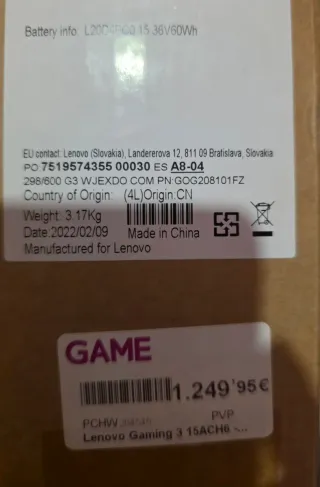 Battery info: 15.36V60Wh
EU contact: Lenovo (Slovakia), Landererova 12, 811 09 Bratislava, Slovakia
PO:7519574355 00030 ES A8-04
298/600 G3 WJEXDO COM PN:GOG208101FZ
Country of Origin: (4L)Origin:CN
Weight: 3.17Kg
Date:2022/02/09 Made in China
Manufactured for Lenovo
GAME
1.249'95€
PCHW PVP
Lenovo Gaming 3 15ACH6 -...